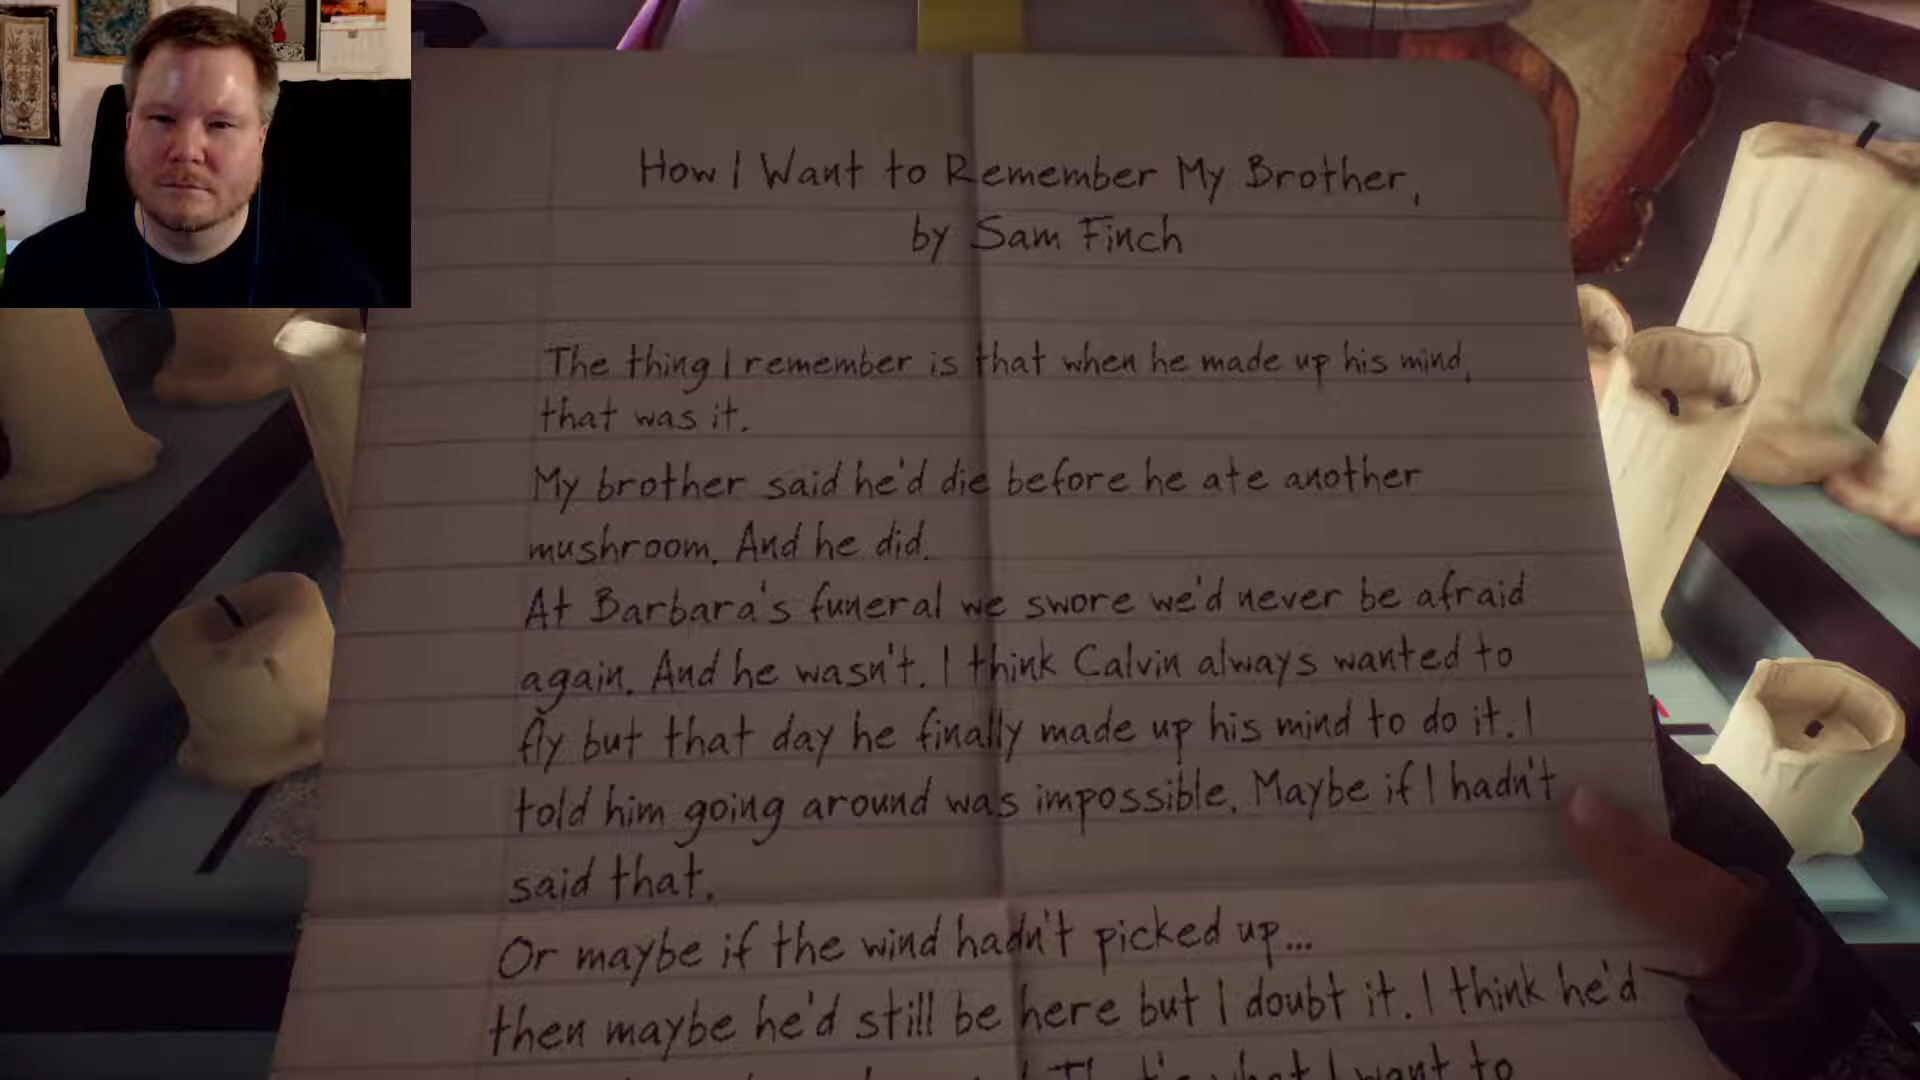 How I Want to Remember My Brother,
by Sam Finch
The thing I remember is that when he made up his mind,
that was it.
My brother said he'd die before he ate another
mushroom. And he did.
At Barbara's funeral we swore we'd never be afraid
again. And he wasn't. I think Calvin always wanted to
fly but that day he finally made up his mind to do it. I
told him going around was impossible. Maybe if I hadn't
said that.
Or maybe if the wind hadn't picked up...
then maybe he'd still be here but I doubt it. I think he'd
That's what I want to